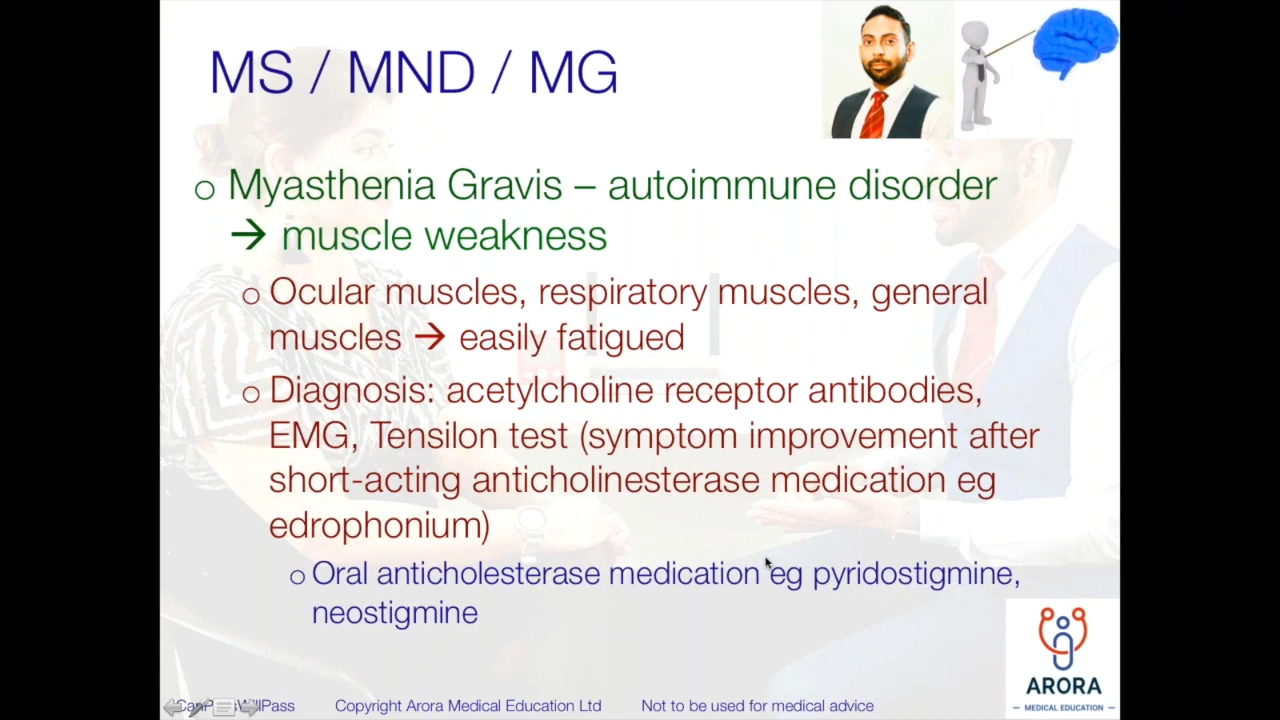 MS / MND / MG
o Myasthenia Gravis – autoimmune disorder
→ muscle weakness
o Ocular muscles, respiratory muscles, general
muscles → easily fatigued
o Diagnosis: acetylcholine receptor antibodies,
EMG, Tensilon test (symptom improvement after
short-acting anticholinesterase medication eg
edrophonium)
o Oral anticholesterase medication eg pyridostigmine,
neostigmine
Copyright Arora Medical Education Ltd
Not to be used for medical advice
ARORA
– MEDICAL EDUCATION –